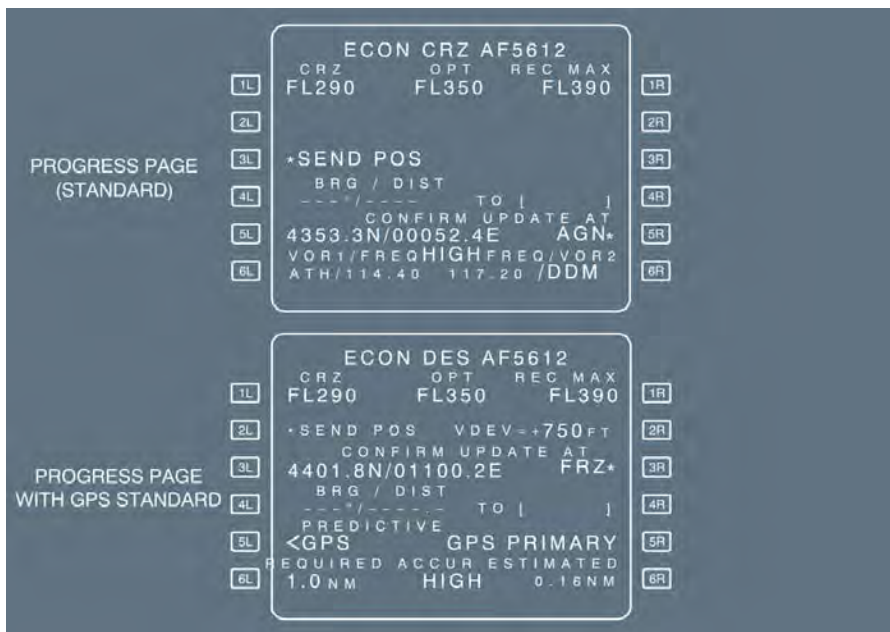 ECON CRZ AF5612
CRZ OPT REC MAX
1L FL290 FL350 FL390 1R
2L 2R
PROGRESS PAGE
(STANDARD)
3L *SEND POS 3R
BRG / DIST
4L ---°/---- TO [ ] 4R
CONFIRM UPDATE AT
5L 4353.3N/00052.4E AGN* 5R
VOR1/FREQ HIGH FREQ/VOR2
6L ATH/114.40 117.20 /DDM 6R
ECON DES AF5612
CRZ OPT REC MAX
1L FL290 FL350 FL390 1R
2L *SEND POS VDEV=+750FT 2R
CONFIRM UPDATE AT
3L 4401.8N/01100.2E FRZ* 3R
PROGRESS PAGE
WITH GPS STANDARD
BRG / DIST
4L ---°/----.- TO [ ] 4R
PREDICTIVE
5L <GPS GPS PRIMARY 5R
REQUIRED ACCUR ESTIMATED
6L 1.0NM HIGH 0.16NM 6R